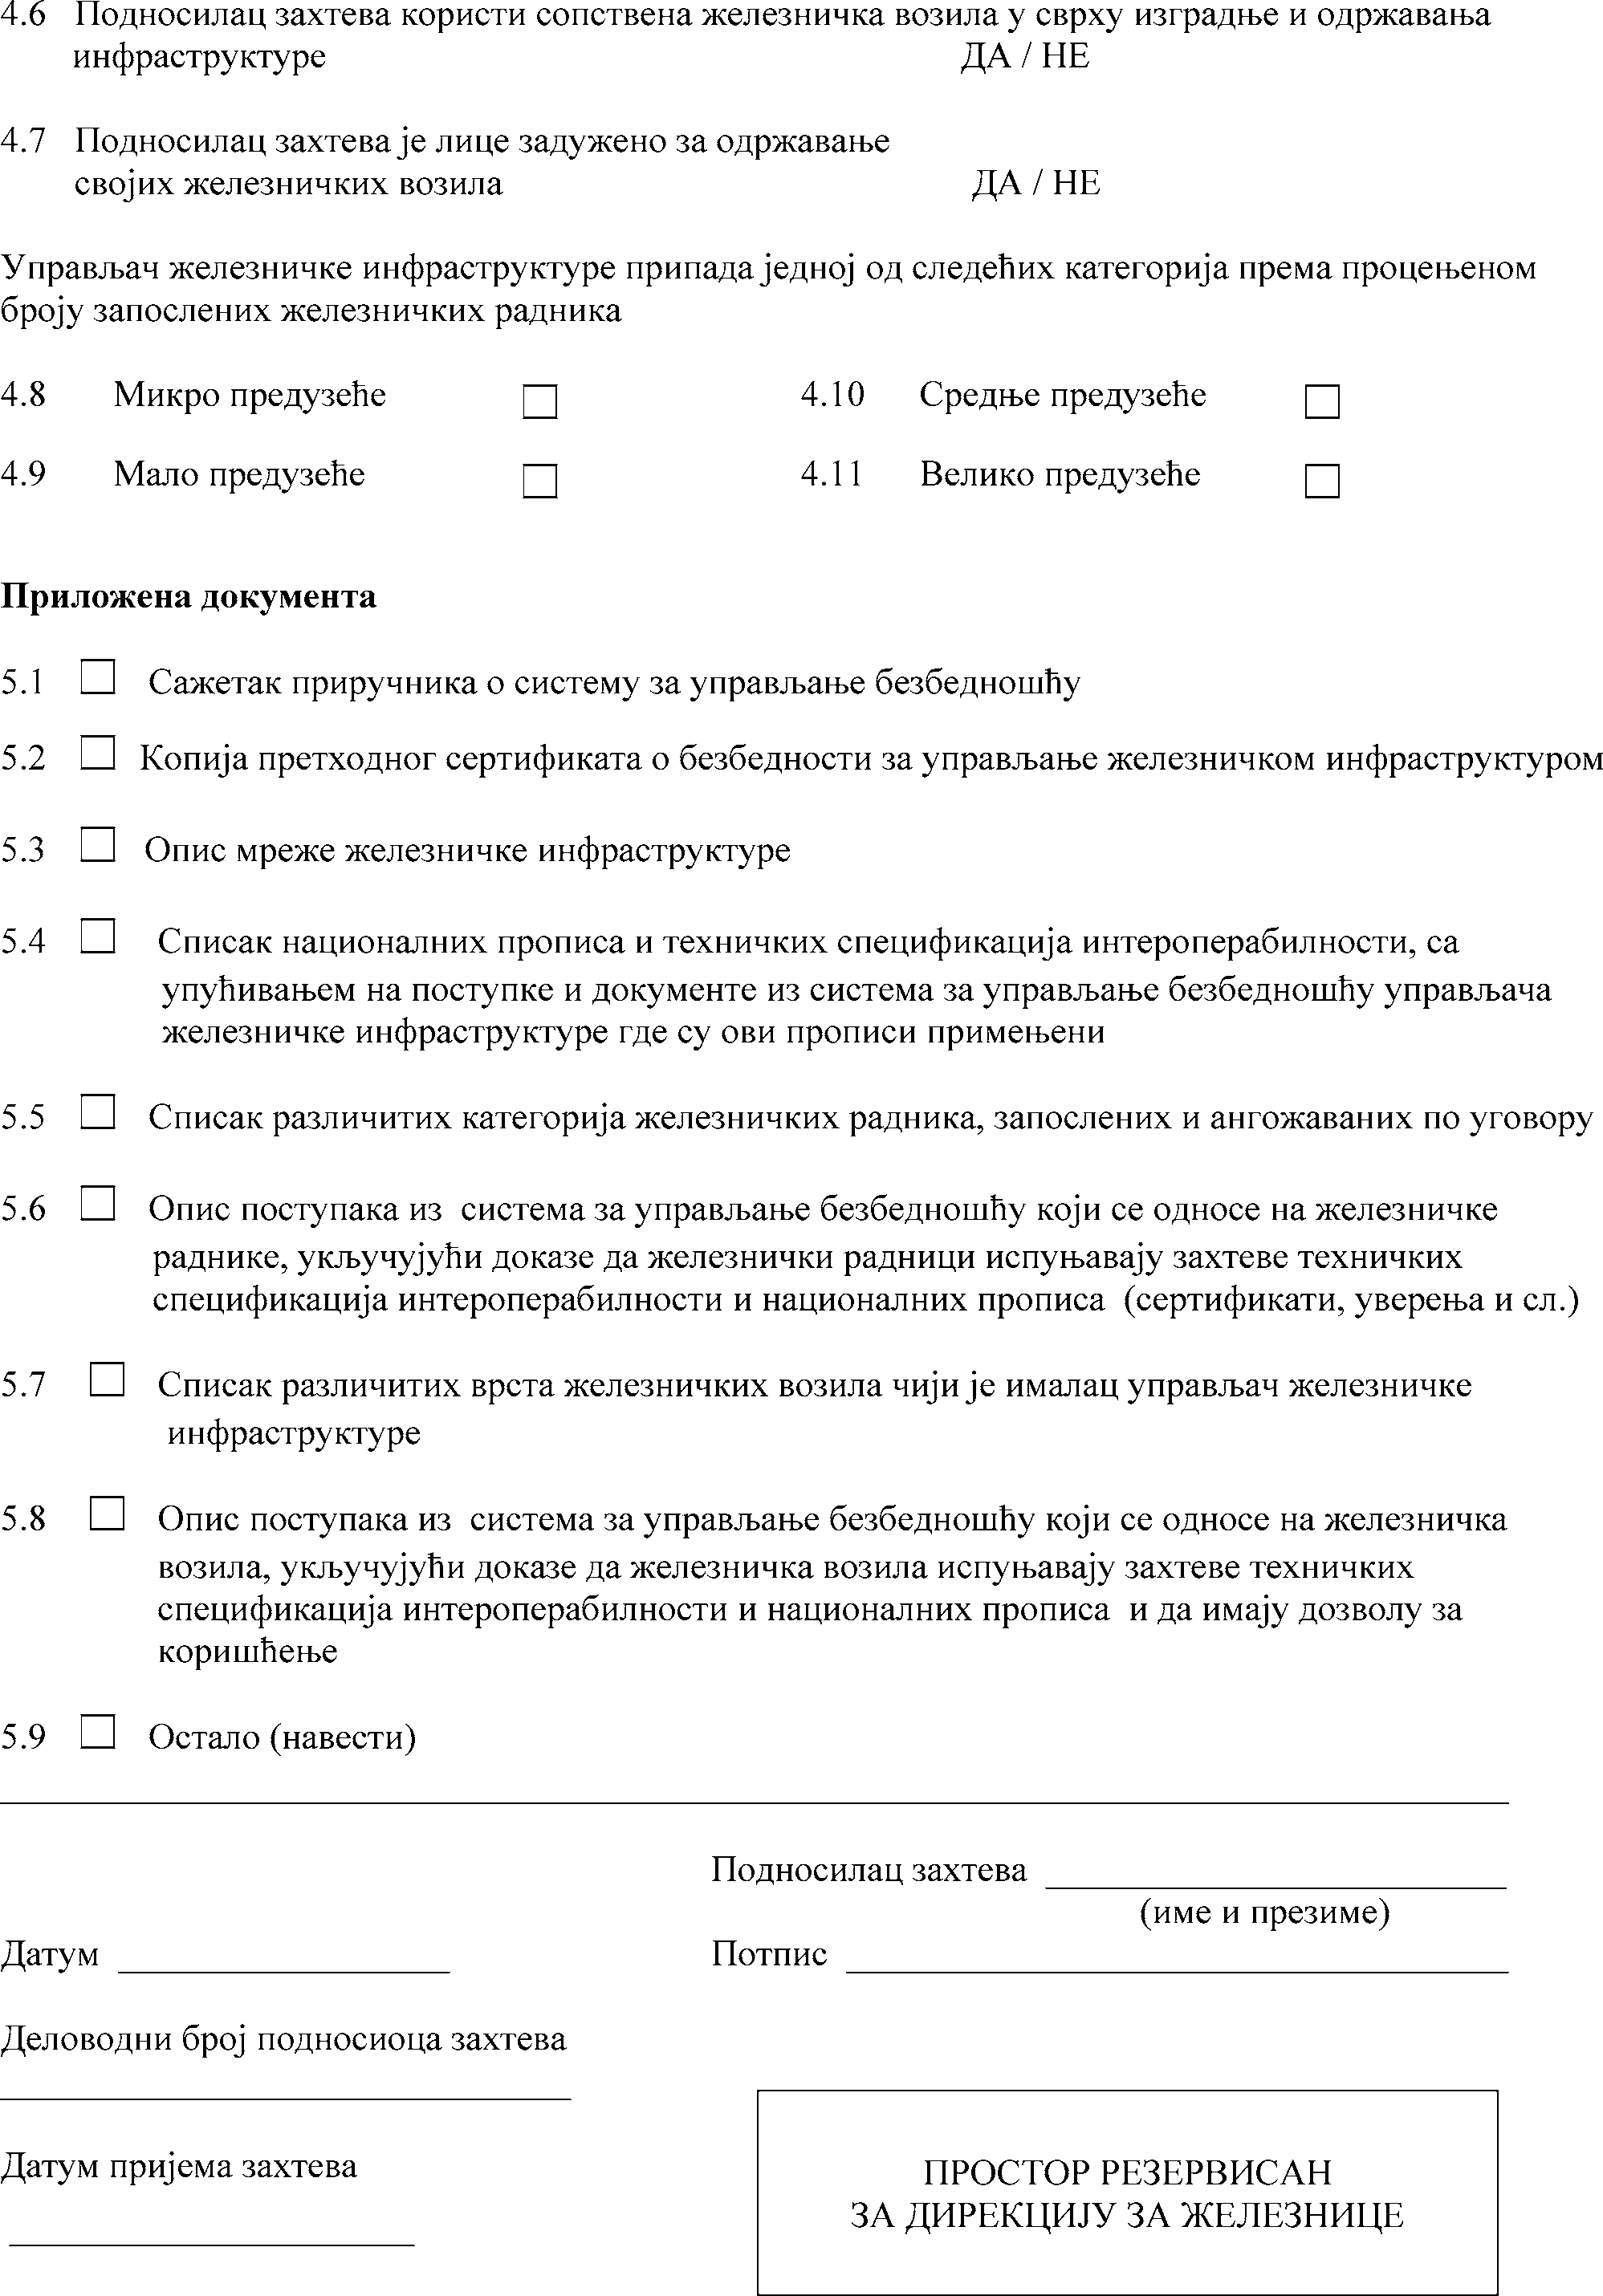 4.6 Подносилац захтева користи сопствена железничка возила у сврху изградње и одржавања
инфраструктуре ДА / НЕ
4.7 Подносилац захтева је лице задужено за одржавање
својих железничких возила ДА / НЕ
Управљач железничке инфраструктуре припада једној од следећих категорија према процењеном
броју запослених железничких радника
4.8 Микро предузеће 4.10 Средње предузеће
4.9 Мало предузеће 4.11 Велико предузеће
Приложена документа
5.1 Сажетак приручника о систему за управљање безбедношћу
5.2 Копија претходног сертификата о безбедности за управљање железничком инфраструктуром
5.3 Опис мреже железничке инфраструктуре
5.4 Списак националних прописа и техничких спецификација интероперабилности, са
упућивањем на поступке и документе из система за управљање безбедношћу управљача
железничке инфраструктуре где су ови прописи примењени
5.5 Списак различитих категорија железничких радника, запослених и ангожаваних по уговору
5.6 Опис поступака из система за управљање безбедношћу који се односе на железничке
раднике, укључујући доказе да железнички радници испуњавају захтеве техничких
спецификација интероперабилности и националних прописа (сертификати, уверења и сл.)
5.7 Списак различитих врста железничких возила чији је ималац управљач железничке
инфраструктуре
5.8 Опис поступака из система за управљање безбедношћу који се односе на железничка
возила, укључујући доказе да железничка возила испуњавају захтеве техничких
спецификација интероперабилности и националних прописа и да имају дозволу за
коришћење
5.9 Остало (навести)
Подносилац захтева
(име и презиме)
Датум Потпис
Деловодни број подносиоца захтева
Датум пријема захтева
ПРОСТОР РЕЗЕРВИСАН
ЗА ДИРЕКЦИЈУ ЗА ЖЕЛЕЗНИЦЕ